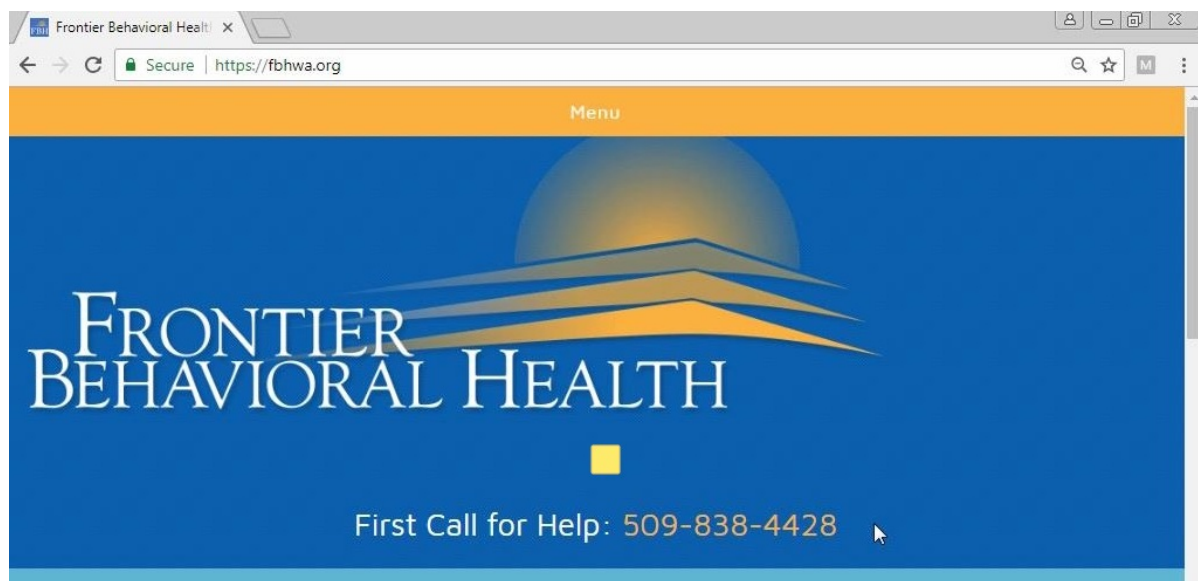 Frontier Behavioral Healt
Secure | https://fbhwa.org
M
Menu
FRONTIER
BEHAVIORAL HEALTH
First Call for Help: 509-838-4428